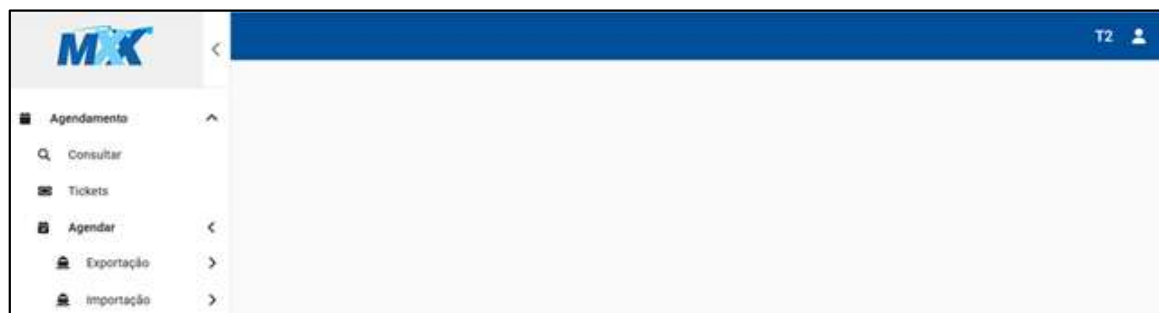 MXK
T2
Agendamento
Consultar
Tickets
Agendar
Exportação
Importação